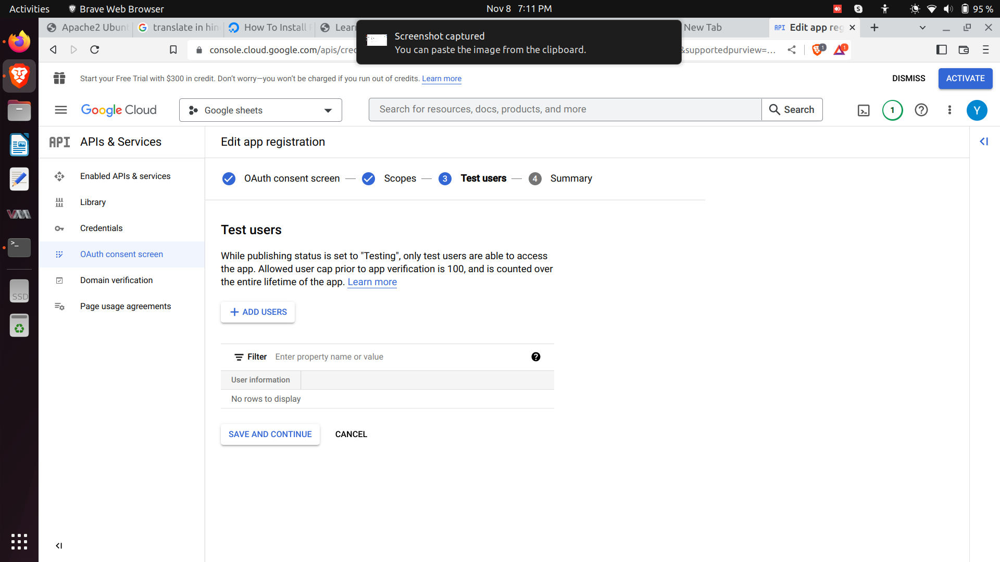 Activities
Brave Web Browser
Nov 8 7:11 PM
95 %
Apache2 Ubunt
translate in hin
How To Install
Lear
New Tab
Edit app reg
Screenshot captured
You can paste the image from the clipboard.
console.cloud.google.com/apis/cred
&supportedpurview=...
1
1
Start your Free Trial with $300 in credit. Don’t worry—you won’t be charged if you run out of credits. Learn more
DISMISS
ACTIVATE
Google Cloud
Google sheets
Search for resources, docs, products, and more
Search
1
Y
API APIs & Services
Edit app registration
Enabled APIs & services
Library
Credentials
OAuth consent screen
Domain verification
Page usage agreements
OAuth consent screen
Scopes
3 Test users
4 Summary
Test users
While publishing status is set to "Testing", only test users are able to access
the app. Allowed user cap prior to app verification is 100, and is counted over
the entire lifetime of the app. Learn more
ADD USERS
Filter Enter property name or value
User information
No rows to display
SAVE AND CONTINUE
CANCEL
SSD